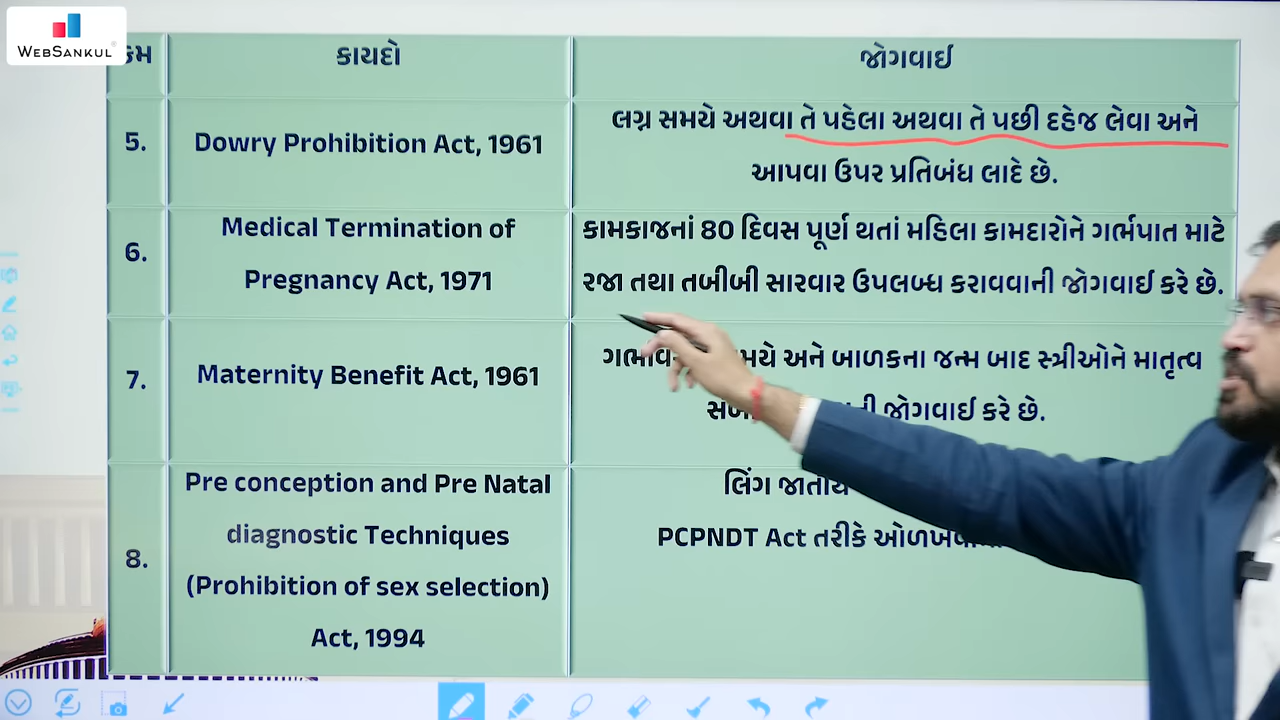 WEBSANKUL
કાયદો
જોગવાઈ
5.
Dowry Prohibition Act, 1961
લગ્ન સમયે અથવા તે પહેલા અથવા તે પછી દહેજ લેવા અને
આપવા ઉપર પ્રતિબંધ લાદે છે.
6.
Medical Termination of
Pregnancy Act, 1971
કામકાજનાં 80 દિવસ પૂર્ણ થતાં મહિલા કામદારોને ગર્ભપાત માટે
રજા તથા તબીબી સારવાર ઉપલબ્ધ કરાવવાની જોગવાઈ કરે છે.
7.
Maternity Benefit Act, 1961
અને બાળકના જન્મ બાદ સ્ત્રીઓને માતૃત્વ
જોગવાઈ કરે છે.
8.
Pre conception and Pre Natal
diagnostic Techniques
(Prohibition of sex selection)
Act, 1994
લિંગ
PCPNDT Act તરીકે